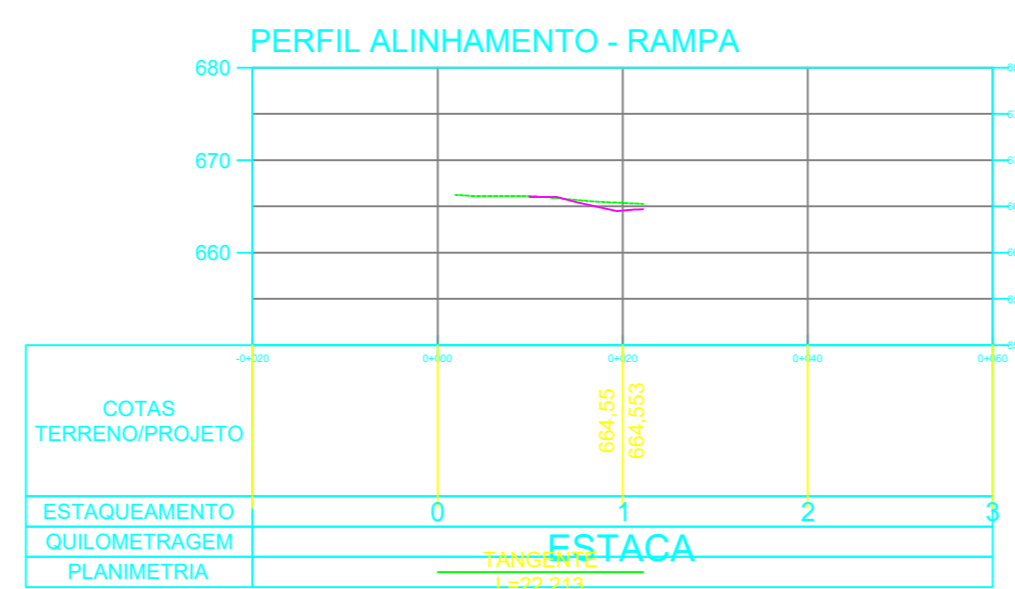 PERFIL ALINHAMENTO - RAMPA
680
670
660
-0+020 0+000 0+020 0+040 0+060
COTAS
TERRENO/PROJETO
664,55
664,553
ESTAQUEAMENTO 0 1 2 3
QUILOMETRAGEM ESTACA
PLANIMETRIA TANGENTE
L=22,213